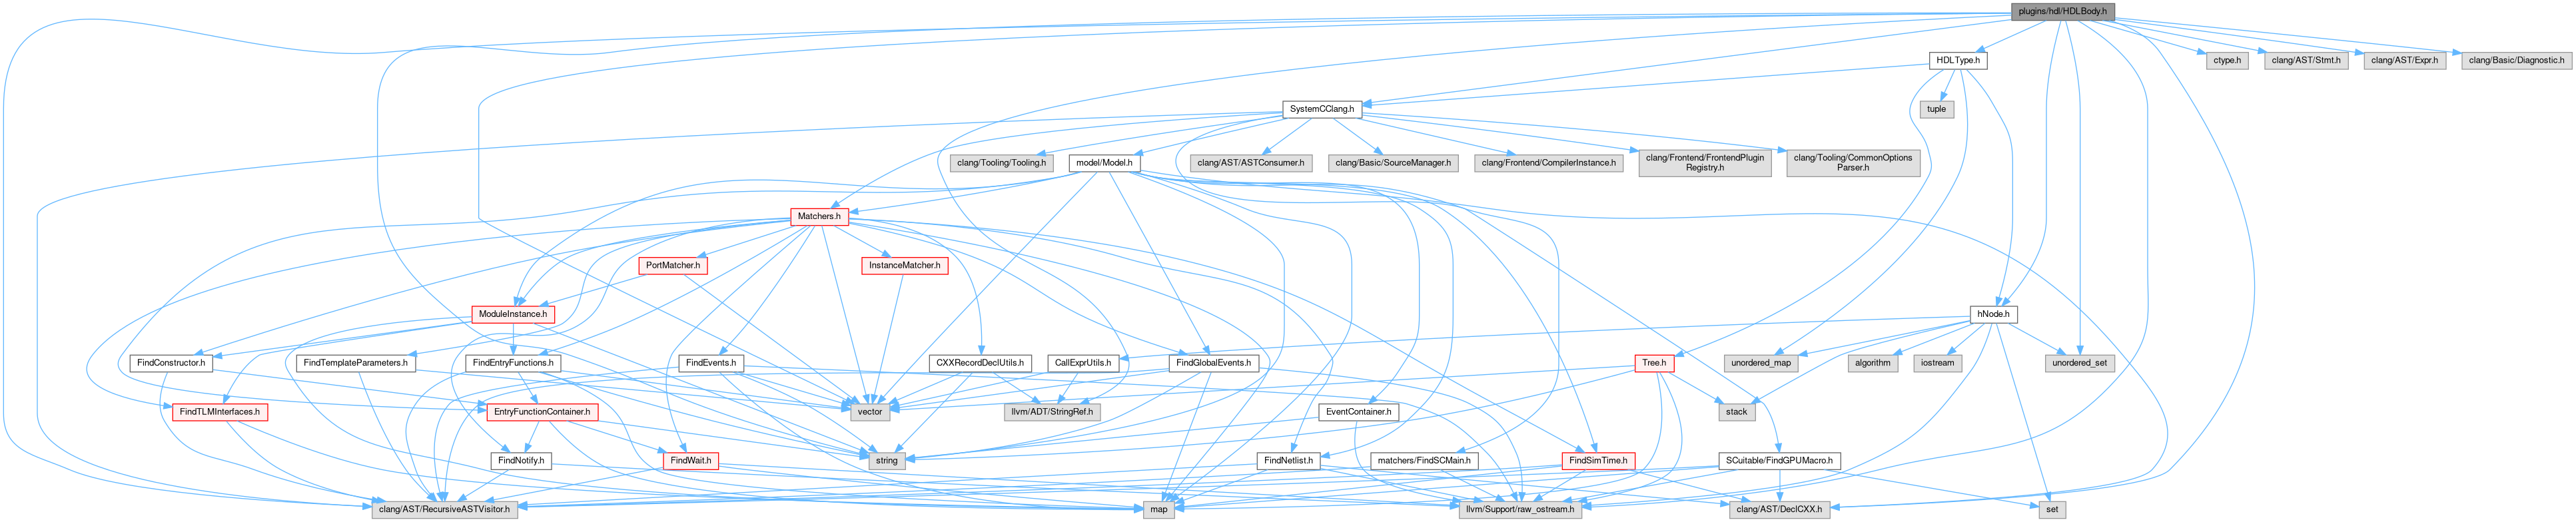 plugins/hdl/HDLBody.h
HDLType.h
ctype.h
clang/AST/Stmt.h
clang/AST/Expr.h
clang/Basic/Diagnostic.h
SystemCClang.h
tuple
clang/Tooling/Tooling.h
model/Model.h
clang/AST/ASTConsumer.h
clang/Basic/SourceManager.h
clang/Frontend/CompilerInstance.h
clang/Frontend/FrontendPlugin
Registry.h
clang/Tooling/CommonOptions
Parser.h
Matchers.h
PortMatcher.h
InstanceMatcher.h
ModuleInstance.h
hNode.h
FindConstructor.h
FindTemplateParameters.h
FindEntryFunctions.h
FindEvents.h
CXXRecordDeclUtils.h
CallExprUtils.h
FindGlobalEvents.h
Tree.h
unordered_map
algorithm
iostream
unordered_set
FindTLMInterfaces.h
EntryFunctionContainer.h
vector
llvm/ADT/StringRef.h
EventContainer.h
stack
FindNotify.h
FindWait.h
string
FindNetlist.h
matchers/FindSCMain.h
FindSimTime.h
SCuitable/FindGPUMacro.h
clang/AST/RecursiveASTVisitor.h
map
llvm/Support/raw_ostream.h
clang/AST/DeclCXX.h
set